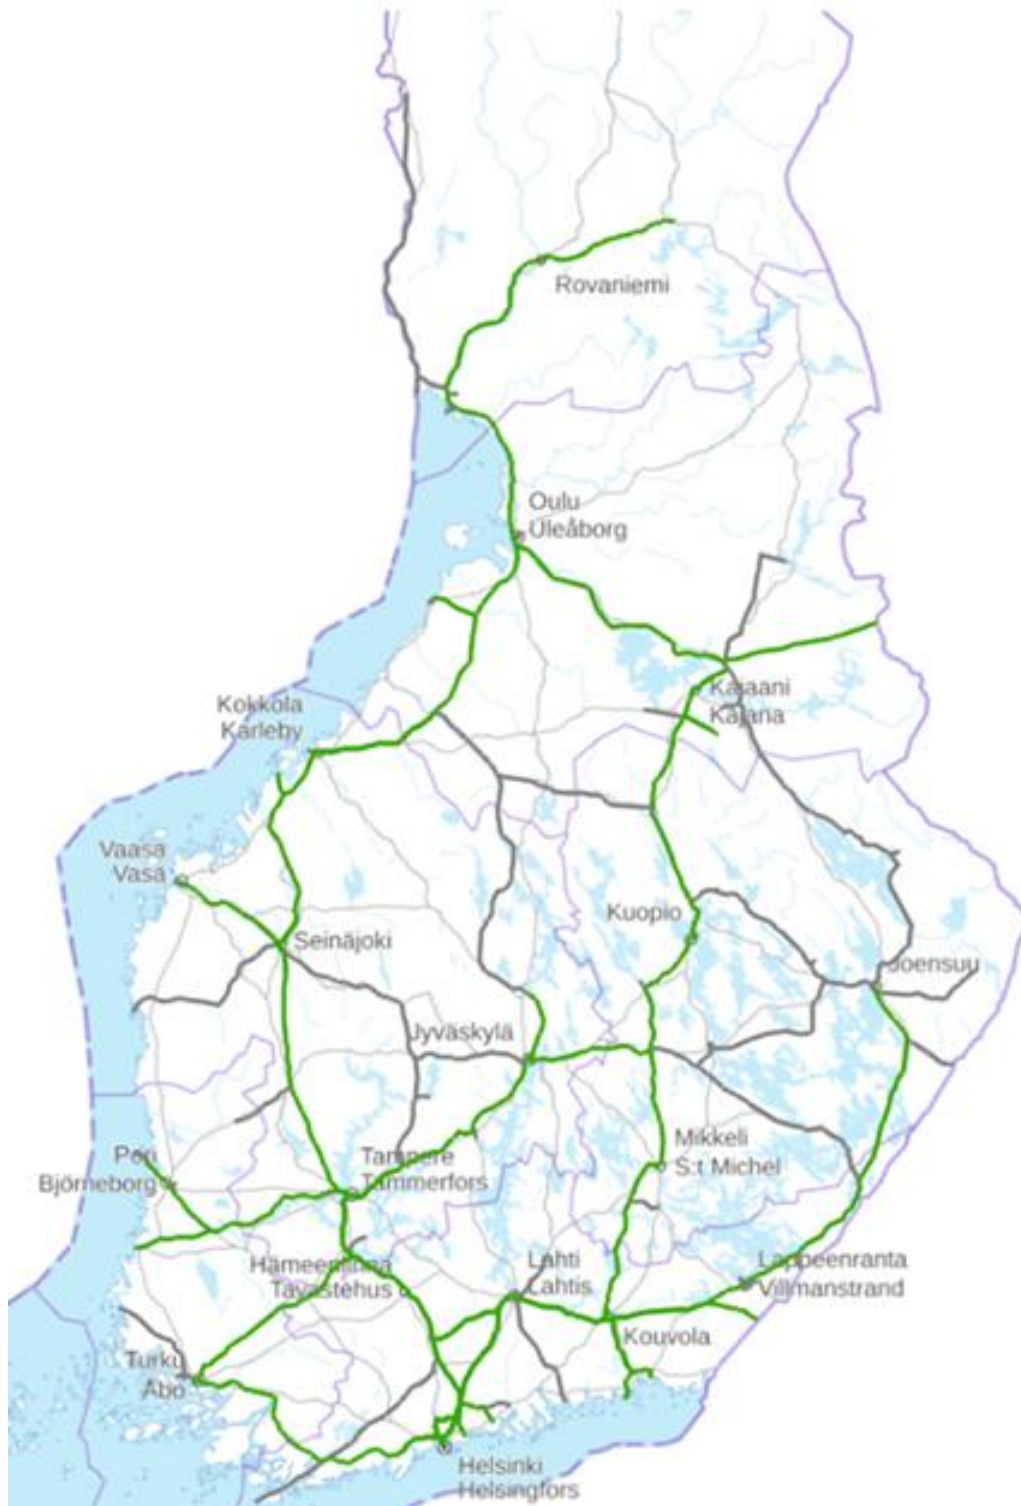 Rovaniemi
Oulu
Uleåborg
Kajaani
Kajana
Kokkola
Karleby
Vaasa
Vasa
Kuopio
Seinäjoki
Joensuu
Jyväskylä
Mikkeli
S:t Michel
Pori
Björneborg
Tampere
Tammerfors
Hämeenlinna
Tavastehus
Lahti
Lahtis
Lappeenranta
Villmanstrand
Kouvola
Turku
Åbo
Helsinki
Helsingfors